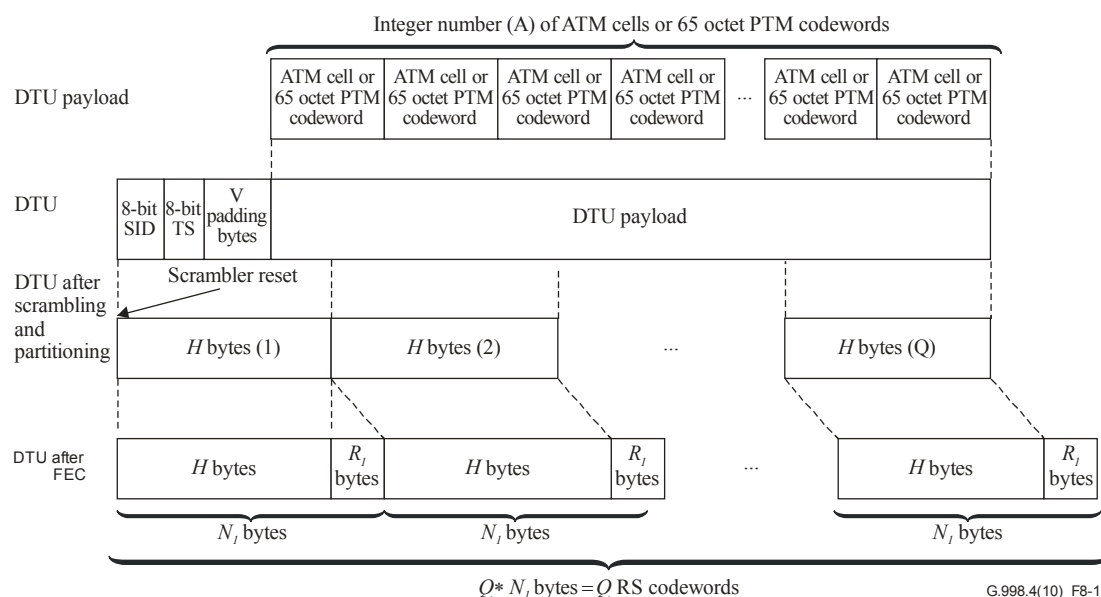 Integer number (A) of ATM cells or 65 octet PTM codewords
DTU payload
ATM cell or
65 octet PTM
codeword
ATM cell or
65 octet PTM
codeword
ATM cell or
65 octet PTM
codeword
ATM cell or
65 octet PTM
codeword
...
ATM cell or
65 octet PTM
codeword
ATM cell or
65 octet PTM
codeword
DTU
8-bit
SID
8-bit
TS
V
padding
bytes
DTU payload
DTU after
scrambling
and
partitioning
Scrambler reset
H bytes (1)
H bytes (2)
...
H bytes (Q)
DTU after
FEC
H bytes
R1
bytes
H bytes
R1
bytes
...
H bytes
R1
bytes
N1 bytes
N1 bytes
N1 bytes
Q* N1 bytes = Q RS codewords
G.998.4(10)_F8-1